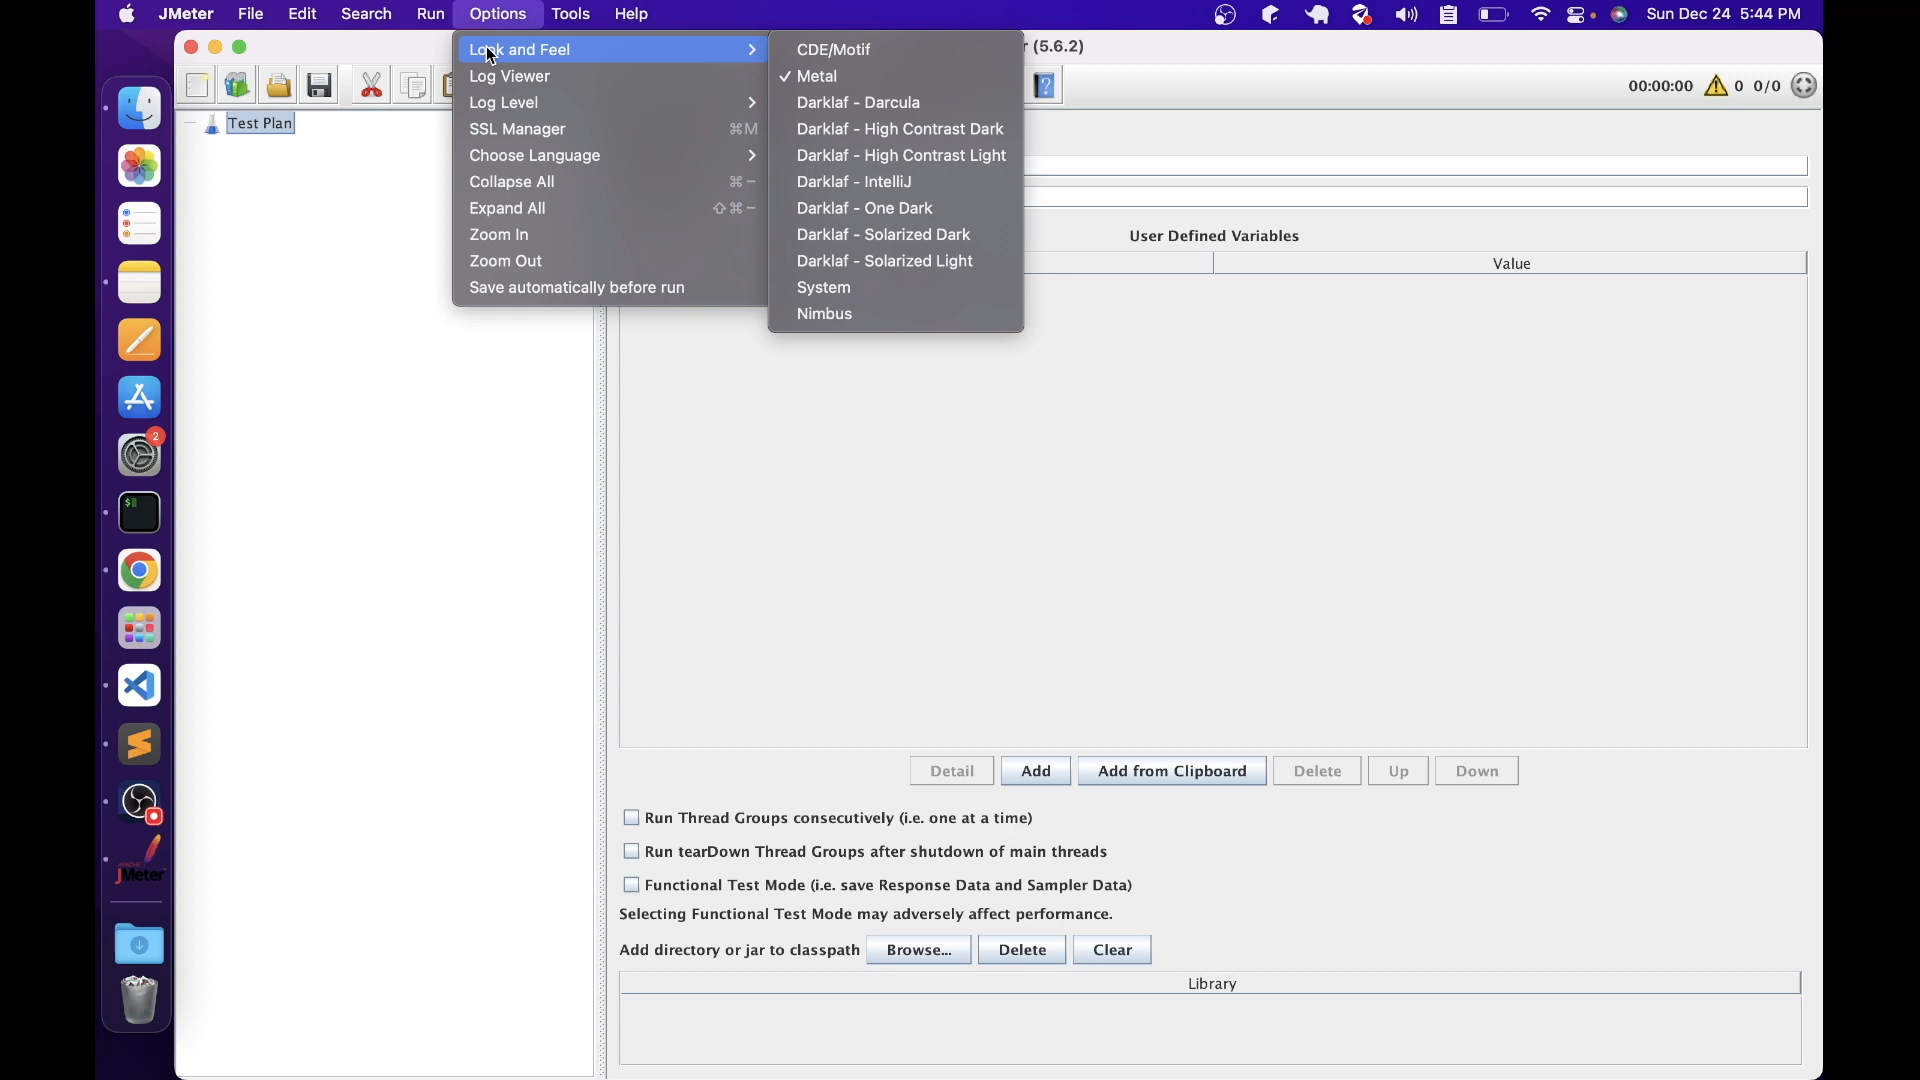 JMeter File Edit Search Run Options Tools Help Sun Dec 24 5:44 PM
r (5.6.2)
00:00:00 0 0/0
Look and Feel
Log Viewer
Log Level
SSL Manager ⌘M
Choose Language
Collapse All ⌘−
Expand All ⇧⌘−
Zoom In
Zoom Out
Save automatically before run
CDE/Motif
✓ Metal
Darklaf - Darcula
Darklaf - High Contrast Dark
Darklaf - High Contrast Light
Darklaf - IntelliJ
Darklaf - One Dark
Darklaf - Solarized Dark
Darklaf - Solarized Light
System
Nimbus
Test Plan
User Defined Variables
Value
Detail Add Add from Clipboard Delete Up Down
Run Thread Groups consecutively (i.e. one at a time)
Run tearDown Thread Groups after shutdown of main threads
Functional Test Mode (i.e. save Response Data and Sampler Data)
Selecting Functional Test Mode may adversely affect performance.
Add directory or jar to classpath Browse... Delete Clear
Library
2
$
APACHE
JMeter